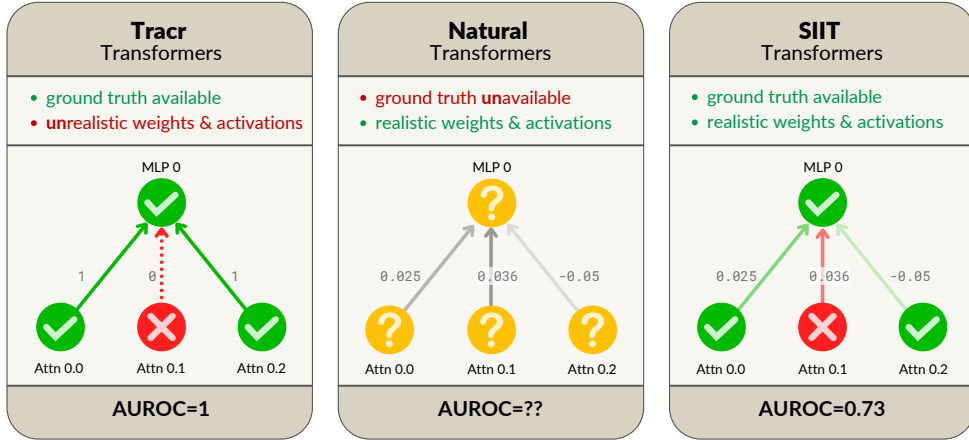 Tracr
Transformers
• ground truth available
• unrealistic weights & activations
MLP 0
1
0
1
Attn 0.0
Attn 0.1
Attn 0.2
AUROC=1
Natural
Transformers
• ground truth unavailable
• realistic weights & activations
MLP 0
?
0.025
0.036
-0.05
?
?
?
Attn 0.0
Attn 0.1
Attn 0.2
AUROC=??
SIIT
Transformers
• ground truth available
• realistic weights & activations
MLP 0
0.025
0.036
-0.05
Attn 0.0
Attn 0.1
Attn 0.2
AUROC=0.73